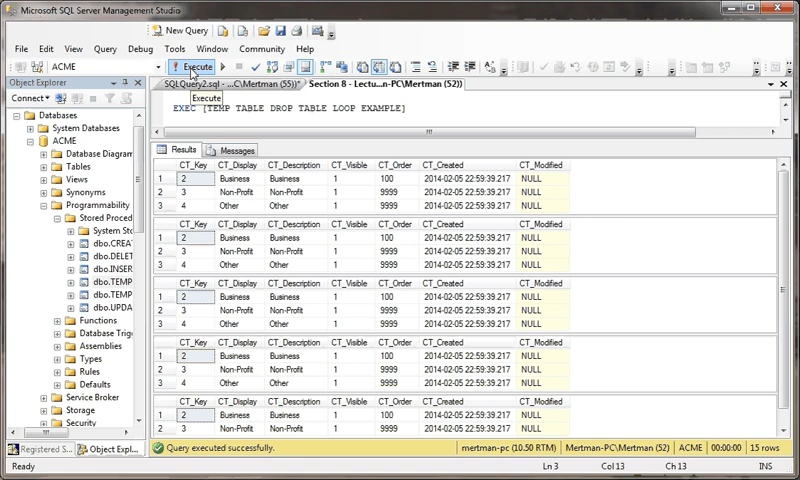 Microsoft SQL Server Management Studio
New Query
File Edit View Query Debug Tools Window Community Help
ACME Execute
Object Explorer
SQLQuery2.sql - ...C\Mertman (55))* Section 8 - Lectu...n-PC\Mertman (52))
Execute
Connect
EXEC [TEMP TABLE DROP TABLE LOOP EXAMPLE]
Databases
System Databases
ACME
Database Diagram
Tables
Views
Synonyms
Programmability
Stored Proced
System Sto
dbo.CREA
dbo.DELET
dbo.INSER
dbo.TEMP
dbo.TEMP
dbo.UPDA
Functions
Database Trig
Assemblies
Types
Rules
Defaults
Service Broker
Storage
Security
Registered S... Object Expl...
Results Messages
CT_Key CT_Display CT_Description CT_Visible CT_Order CT_Created CT_Modified
1 2 Business Business 1 100 2014-02-05 22:59:39.217 NULL
2 3 Non-Profit Non-Profit 1 9999 2014-02-05 22:59:39.217 NULL
3 4 Other Other 1 9999 2014-02-05 22:59:39.217 NULL
CT_Key CT_Display CT_Description CT_Visible CT_Order CT_Created CT_Modified
1 2 Business Business 1 100 2014-02-05 22:59:39.217 NULL
2 3 Non-Profit Non-Profit 1 9999 2014-02-05 22:59:39.217 NULL
3 4 Other Other 1 9999 2014-02-05 22:59:39.217 NULL
CT_Key CT_Display CT_Description CT_Visible CT_Order CT_Created CT_Modified
1 2 Business Business 1 100 2014-02-05 22:59:39.217 NULL
2 3 Non-Profit Non-Profit 1 9999 2014-02-05 22:59:39.217 NULL
3 4 Other Other 1 9999 2014-02-05 22:59:39.217 NULL
CT_Key CT_Display CT_Description CT_Visible CT_Order CT_Created CT_Modified
1 2 Business Business 1 100 2014-02-05 22:59:39.217 NULL
2 3 Non-Profit Non-Profit 1 9999 2014-02-05 22:59:39.217 NULL
3 4 Other Other 1 9999 2014-02-05 22:59:39.217 NULL
CT_Key CT_Display CT_Description CT_Visible CT_Order CT_Created CT_Modified
1 2 Business Business 1 100 2014-02-05 22:59:39.217 NULL
2 3 Non-Profit Non-Profit 1 9999 2014-02-05 22:59:39.217 NULL
Query executed successfully. mertman-pc (10.50 RTM) Mertman-PC\Mertman (52) ACME 00:00:00 15 rows
Ready Ln 3 Col 13 Ch 13 INS